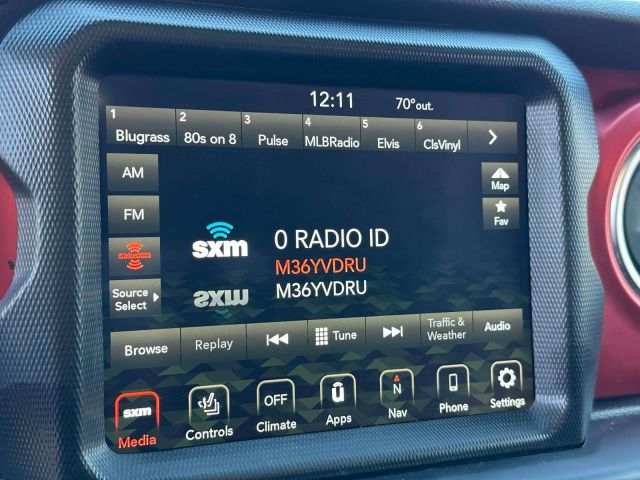 12:11 70°out.
1 2 3 4 5 6
Blugrass 80s on 8 Pulse MLBRadio Elvis ClsVinyl
AM
Map
FM
Fav
sxm
0 RADIO ID
SiriusXM
M36YVDRU
Source
Select
sxm
M36YVDRU
Browse Replay Tune Traffic &
Weather Audio
sxm OFF ū N
Media Controls Climate Apps Nav Phone Settings